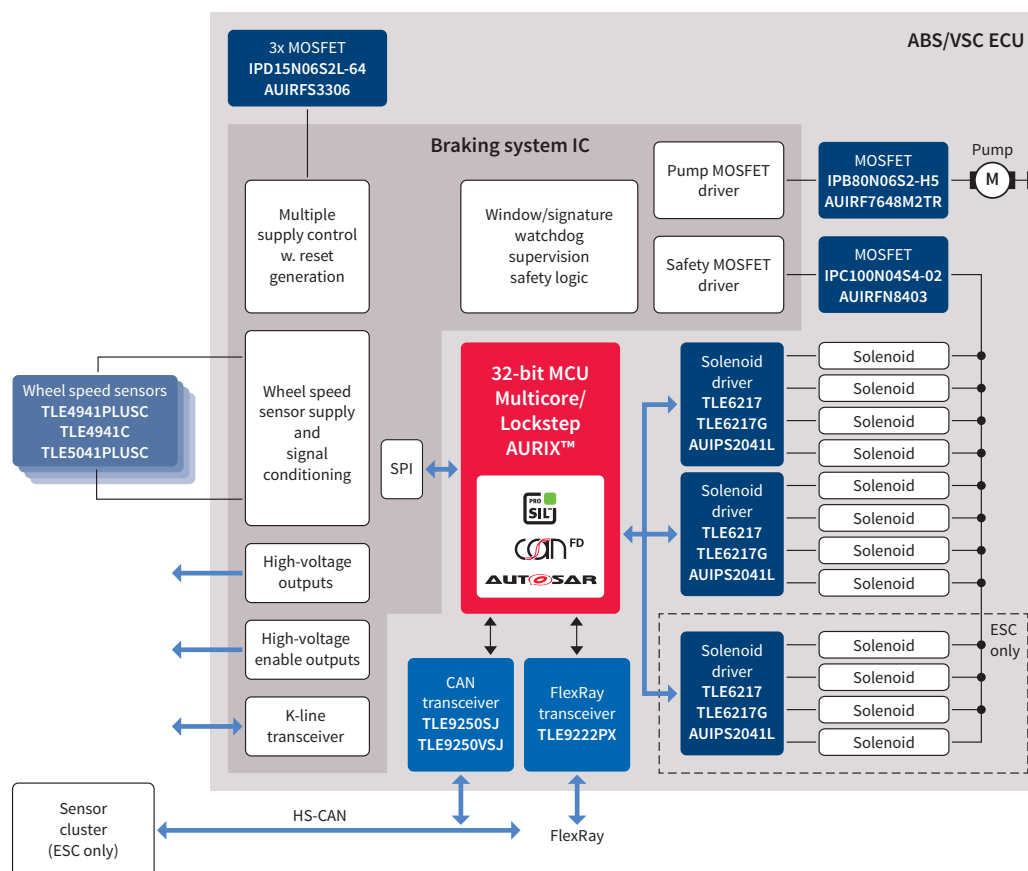 ABS/VSC ECU
3x MOSFET
IPD15N06S2L-64
AUIRFS3306
Braking system IC
Multiple
supply control
w. reset
generation
Window/signature
watchdog
supervision
safety logic
Pump MOSFET
driver
MOSFET
IPB80N06S2-H5
AUIRF7648M2TR
Pump
M
Safety MOSFET
driver
MOSFET
IPC100N04S4-02
AUIRFN8403
Wheel speed sensors
TLE4941PLUSC
TLE4941C
TLE5041PLUSC
Wheel speed
sensor supply
and
signal
conditioning
SPI
32-bit MCU
Multicore/
Lockstep
AURIX™
PRO
SIL
CAN FD
AUTOSAR
Solenoid
driver
TLE6217
TLE6217G
AUIPS2041L
Solenoid
Solenoid
Solenoid
Solenoid
Solenoid
driver
TLE6217
TLE6217G
AUIPS2041L
Solenoid
Solenoid
Solenoid
Solenoid
High-voltage
outputs
High-voltage
enable outputs
K-line
transceiver
CAN
transceiver
TLE9250SJ
TLE9250VSJ
FlexRay
transceiver
TLE9222PX
Solenoid
driver
TLE6217
TLE6217G
AUIPS2041L
Solenoid
Solenoid
Solenoid
Solenoid
ESC
only
Sensor
cluster
(ESC only)
HS-CAN
FlexRay